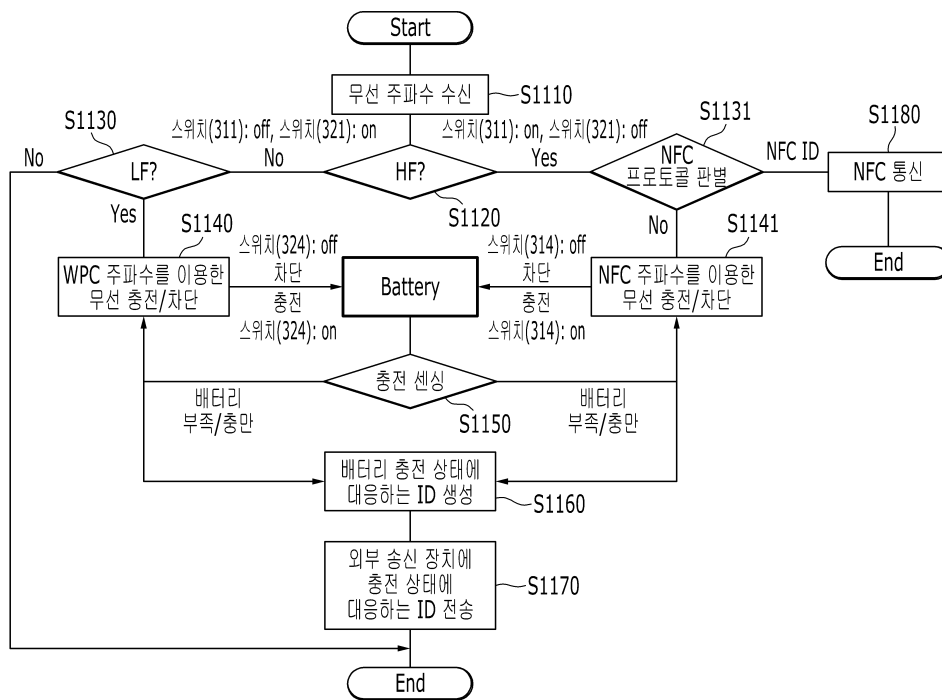 Start
무선 주파수 수신
S1110
S1130
스위치(311): off, 스위치(321): on
스위치(311): on, 스위치(321): off
S1131
S1180
No
LF?
No
HF?
Yes
NFC
프로토콜 판별
NFC ID
NFC 통신
S1120
Yes
S1140
No
S1141
WPC 주파수를 이용한
무선 충전/차단
스위치(324): off
차단
충전
스위치(324): on
Battery
스위치(314): off
차단
충전
스위치(314): on
NFC 주파수를 이용한
무선 충전/차단
End
충전 센싱
S1150
배터리
부족/충만
배터리
부족/충만
배터리 충전 상태에
대응하는 ID 생성
S1160
외부 송신 장치에
충전 상태에
대응하는 ID 전송
S1170
End